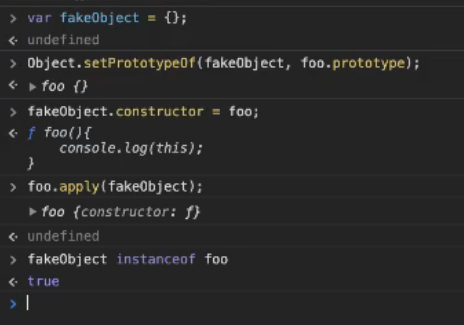 > var fakeObject = {};
<· undefined
> Object.setPrototypeOf(fakeObject, foo.prototype);
<· ▶ foo {}
> fakeObject.constructor = foo;
<· ƒ foo(){
console.log(this);
}
> foo.apply(fakeObject);
▶ foo {constructor: ƒ}
<· undefined
> fakeObject instanceof foo
<· true
>